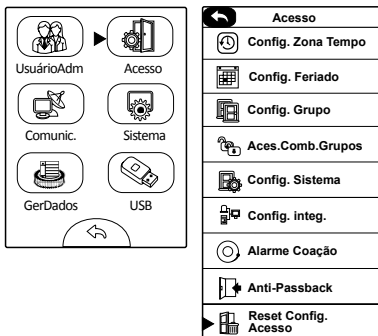 UsuárioAdm
Acesso
Comunic.
Sistema
GerDados
USB
Acesso
Config. Zona Tempo
Config. Feriado
Config. Grupo
Aces.Comb.Grupos
Config. Sistema
Config. integ.
Alarme Coação
Anti-Passback
Reset Config.
Acesso